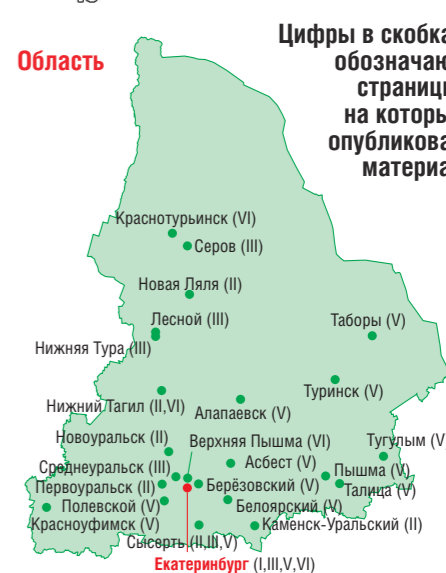 Область
Цифры в скобка
обозначаю
страниц
на которы
опубликова
материа
Краснотурьинск (VI)
Серов (III)
Новая Ляля (II)
Лесной (III)
Таборы (V)
Нижняя Тура (III)
Туринск (V)
Нижний Тагил (II,VI)
Алапаевск (V)
Новоуральск (II)
Верхняя Пышма (VI)
Тугулым (V
Среднеуральск (III)
Асбест (V)
Пышма (V)
Первоуральск (II)
Берёзовский (V)
Талица (V)
Полевской (V)
Белоярский (V)
Красноуфимск (V)
Каменск-Уральский (II)
Сысерть (II,III,V)
Екатеринбург (I,III,V,VI)